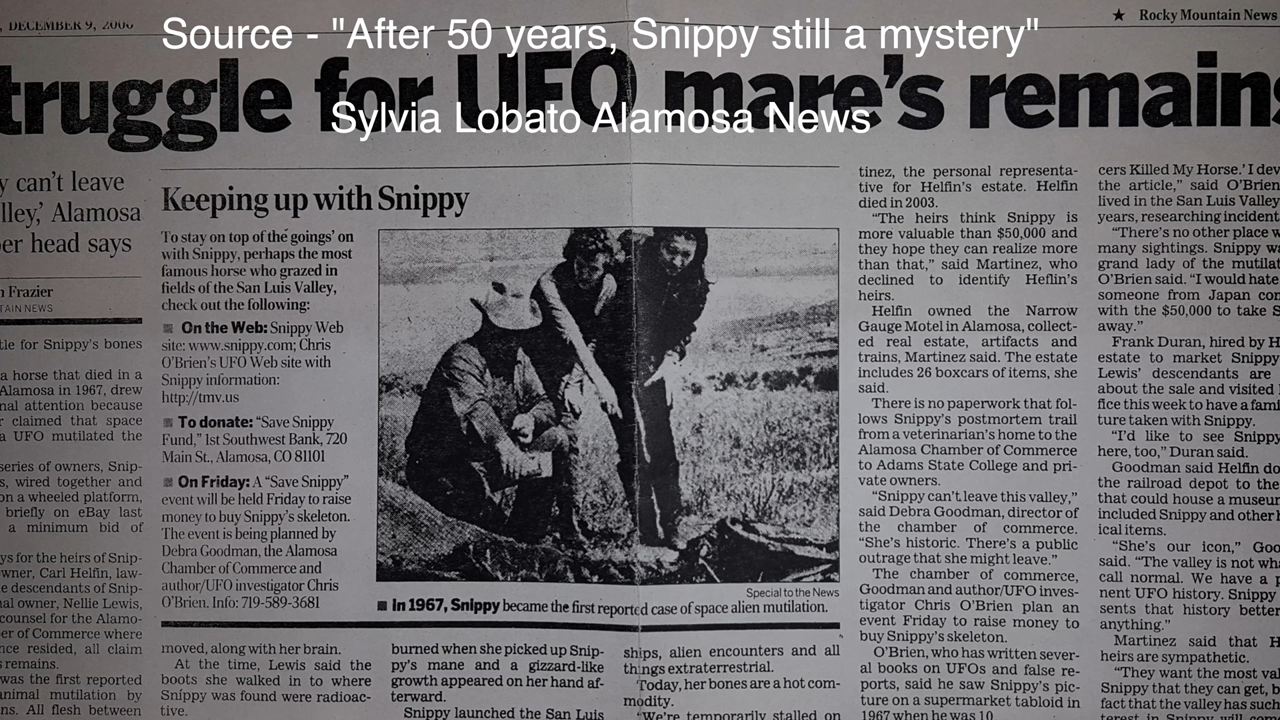 , DECEMBER 9, 2006
★ Rocky Mountain News
Source - "After 50 years, Snippy still a mystery"
truggle for UFO mare's remains
Sylvia Lobato Alamosa News
y can't leave
lley,' Alamosa
er head says
n Frazier
TAIN NEWS
tle for Snippy's bones
a horse that died in a
Alamosa in 1967, drew
nal attention because
r claimed that space
a UFO mutilated the
series of owners, Snip-
s, wired together and
on a wheeled platform,
briefly on eBay last
a minimum bid of
ys for the heirs of Snip-
wner, Carl Helfin, law-
e descendants of Snip-
nal owner, Nellie Lewis,
counsel for the Alamo-
er of Commerce where
nce resided, all claim
s remains.
was the first reported
animal mutilation by
ns. All flesh between
Keeping up with Snippy
To stay on top of the goings' on
with Snippy, perhaps the most
famous horse who grazed in
fields of the San Luis Valley,
check out the following:
■ On the Web: Snippy Web
site: www.snippy.com; Chris
O'Brien's UFO Web site with
Snippy information:
http://tmv.us
■ To donate: "Save Snippy
Fund," 1st Southwest Bank, 720
Main St., Alamosa, CO 81101
■ On Friday: A "Save Snippy"
event will be held Friday to raise
money to buy Snippy's skeleton.
The event is being planned by
Debra Goodman, the Alamosa
Chamber of Commerce and
author/UFO investigator Chris
O'Brien. Info: 719-589-3681
Special to the News
■ In 1967, Snippy became the first reported case of space alien mutilation.
moved, along with her brain.
At the time, Lewis said the
boots she walked in to where
Snippy was found were radioac-
tive.
burned when she picked up Snip-
py's mane and a gizzard-like
growth appeared on her hand af-
terward.
Snippy launched the San Luis
ships, alien encounters and all
things extraterrestrial.
Today, her bones are a hot com-
modity.
"We're temporarily stalled on
tinez, the personal representa-
tive for Helfin's estate. Helfin
died in 2003.
"The heirs think Snippy is
more valuable than $50,000 and
they hope they can realize more
than that," said Martinez, who
declined to identify Heflin's
heirs.
Helfin owned the Narrow
Gauge Motel in Alamosa, collect-
ed real estate, artifacts and
trains, Martinez said. The estate
includes 26 boxcars of items, she
said.
There is no paperwork that fol-
lows Snippy's postmortem trail
from a veterinarian's home to the
Alamosa Chamber of Commerce
to Adams State College and pri-
vate owners.
"Snippy can't leave this valley,"
said Debra Goodman, director of
the chamber of commerce.
"She's historic. There's a public
outrage that she might leave."
The chamber of commerce,
Goodman and author/UFO inves-
tigator Chris O'Brien plan an
event Friday to raise money to
buy Snippy's skeleton.
O'Brien, who has written sever-
al books on UFOs and false re-
ports, said he saw Snippy's pic-
ture on a supermarket tabloid in
1967 when he was 10.
cers Killed My Horse.' I dev
the article," said O'Brien
lived in the San Luis Valley
years, researching incident
"There's no other place w
many sightings. Snippy w
grand lady of the mutilat
O'Brien said. "I would hate
someone from Japan com
with the $50,000 to take S
away."
Frank Duran, hired by H
estate to market Snippy
Lewis' descendants are
about the sale and visited
fice this week to have a fam
ture taken with Snippy.
"I'd like to see Snippy
here, too," Duran said.
Goodman said Helfin do
the railroad depot to the
that could house a museum
included Snippy and other
ical items.
"She's our icon," Goo
said. "The valley is not wha
call normal. We have a p
nent UFO history. Snippy
sents that history better
anything."
Martinez said that H
heirs are sympathetic.
"They want the most val
Snippy that they can get, b
fact that the valley has such